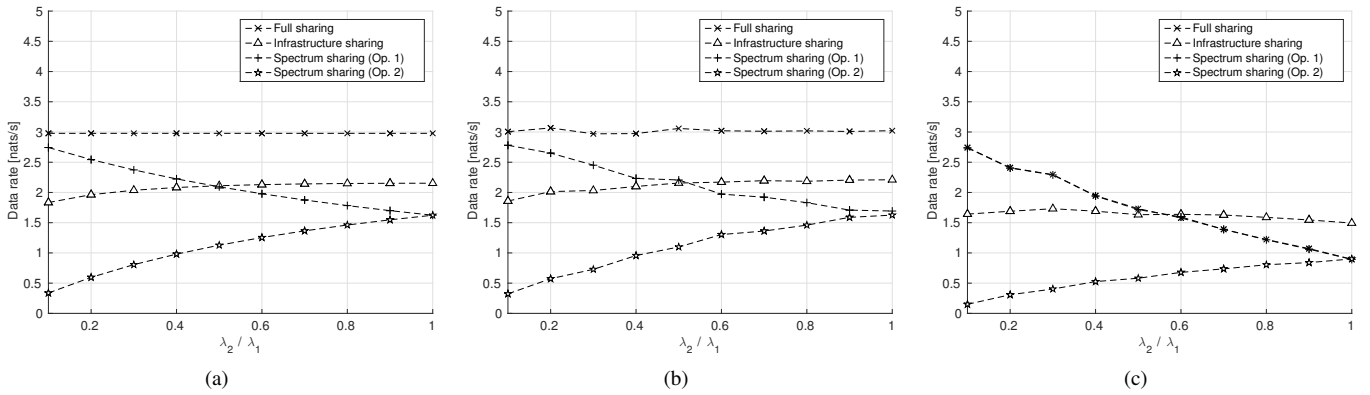 5
4.5
4
3.5
3
2.5
2
1.5
1
0.5
0
Data rate [nats/s]
Full sharing
Infrastructure sharing
Spectrum sharing (Op. 1)
Spectrum sharing (Op. 2)
0.2 0.4 0.6 0.8 1
λ2 / λ1
(a)
5
4.5
4
3.5
3
2.5
2
1.5
1
0.5
0
Data rate [nats/s]
Full sharing
Infrastructure sharing
Spectrum sharing (Op. 1)
Spectrum sharing (Op. 2)
0.2 0.4 0.6 0.8 1
λ2 / λ1
(b)
5
4.5
4
3.5
3
2.5
2
1.5
1
0.5
0
Data rate [nats/s]
Full sharing
Infrastructure sharing
Spectrum sharing (Op. 1)
Spectrum sharing (Op. 2)
0.2 0.4 0.6 0.8 1
λ2 / λ1
(c)